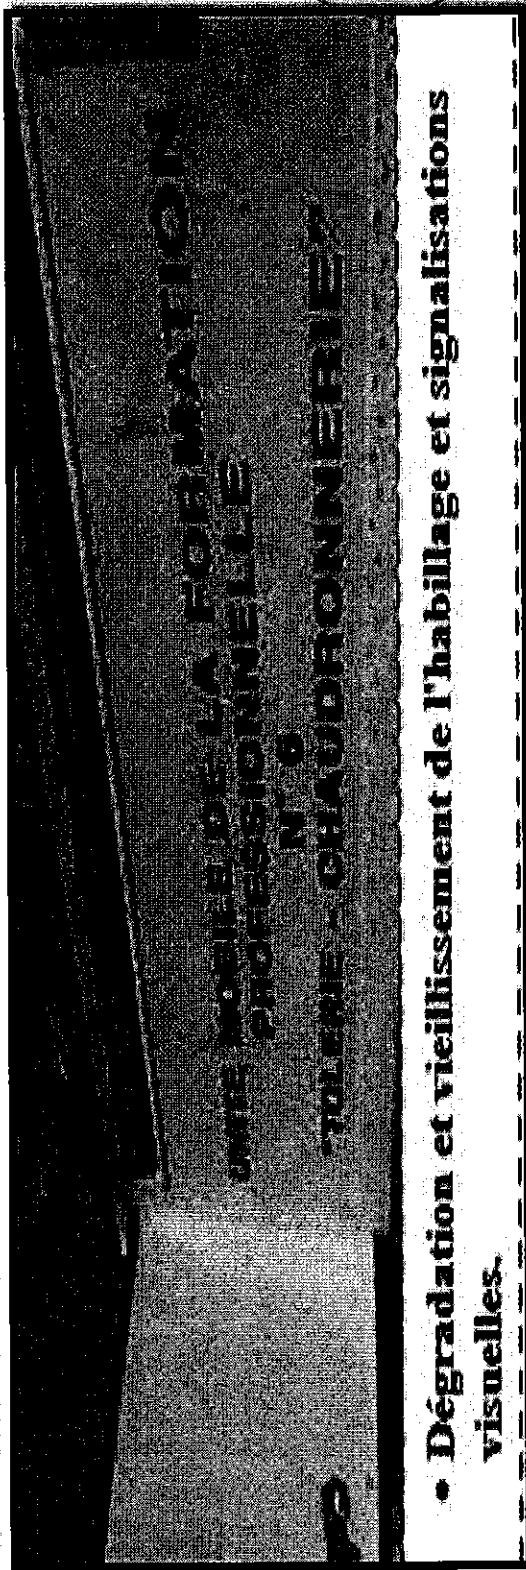 UNITE MOBILE DE LA FORMATION
PROFESSIONNELLE
N° 6
"TOLERIE - CHAUDRONNERIE"
• Dégradation et vieillissement de l'habillage et signalisations
visuelles.